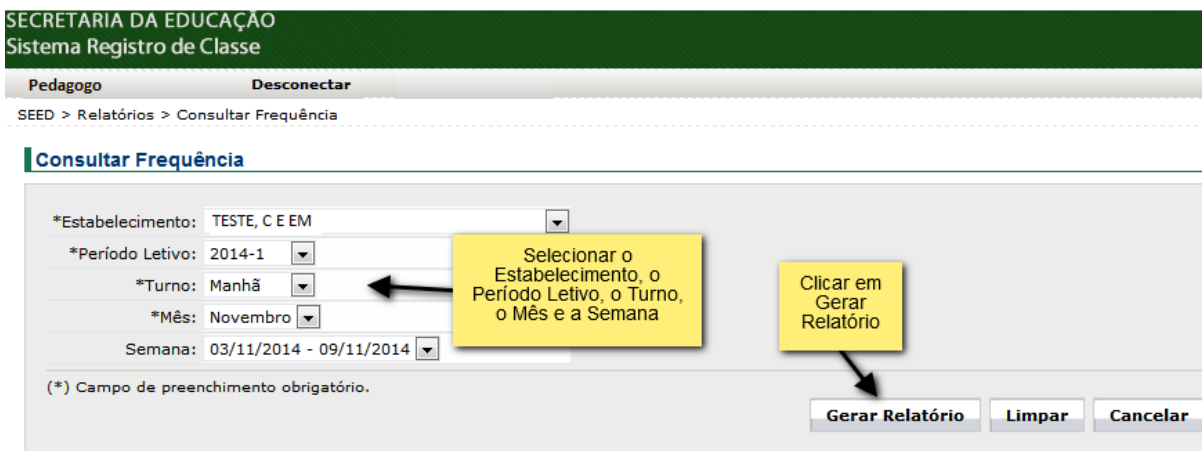 SECRETARIA DA EDUCAÇÃO
Sistema Registro de Classe
Pedagogo Desconectar
SEED > Relatórios > Consultar Frequência
Consultar Frequência
*Estabelecimento: TESTE, C E EM
*Período Letivo: 2014-1
*Turno: Manhã
*Mês: Novembro
Semana: 03/11/2014 - 09/11/2014
Selecionar o
Estabelecimento, o
Período Letivo, o Turno,
o Mês e a Semana
Clicar em
Gerar
Relatório
(*) Campo de preenchimento obrigatório.
Gerar Relatório Limpar Cancelar